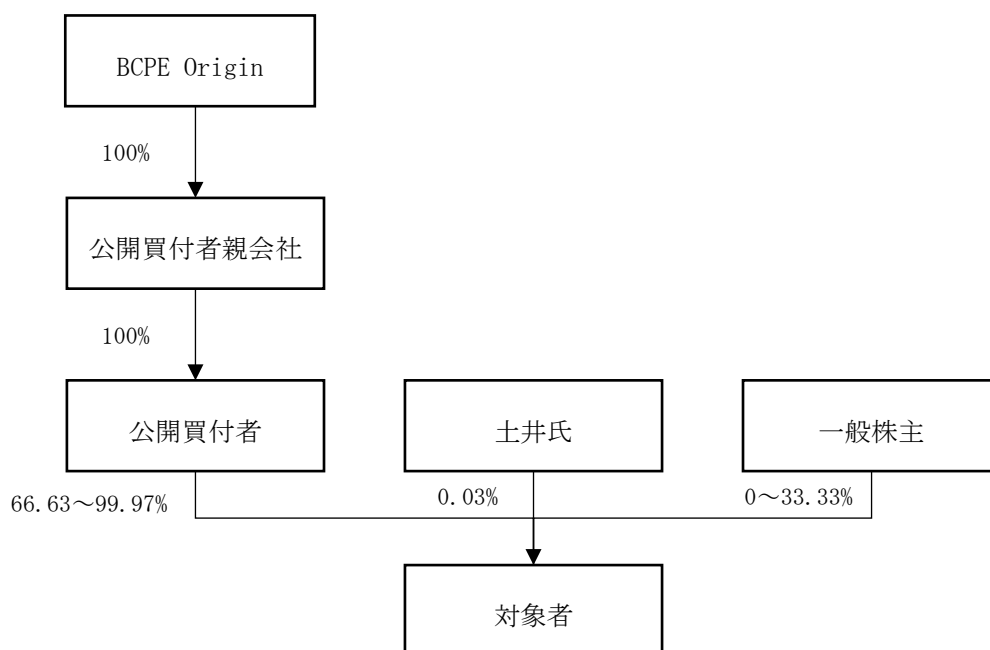 BCPE Origin
100%
公開買付者親会社
100%
公開買付者
土井氏
一般株主
66.63～99.97%
0.03%
0～33.33%
対象者